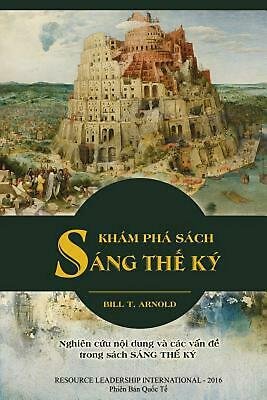 KHÁM PHÁ SÁCH
SÁNG THẾ KÝ
BILL T. ARNOLD
Nghiên cứu nội dung và các vấn đề
trong sách SÁNG THẾ KÝ
RESOURCE LEADERSHIP INTERNATIONAL - 2016
Phiên Bản Quốc Tế